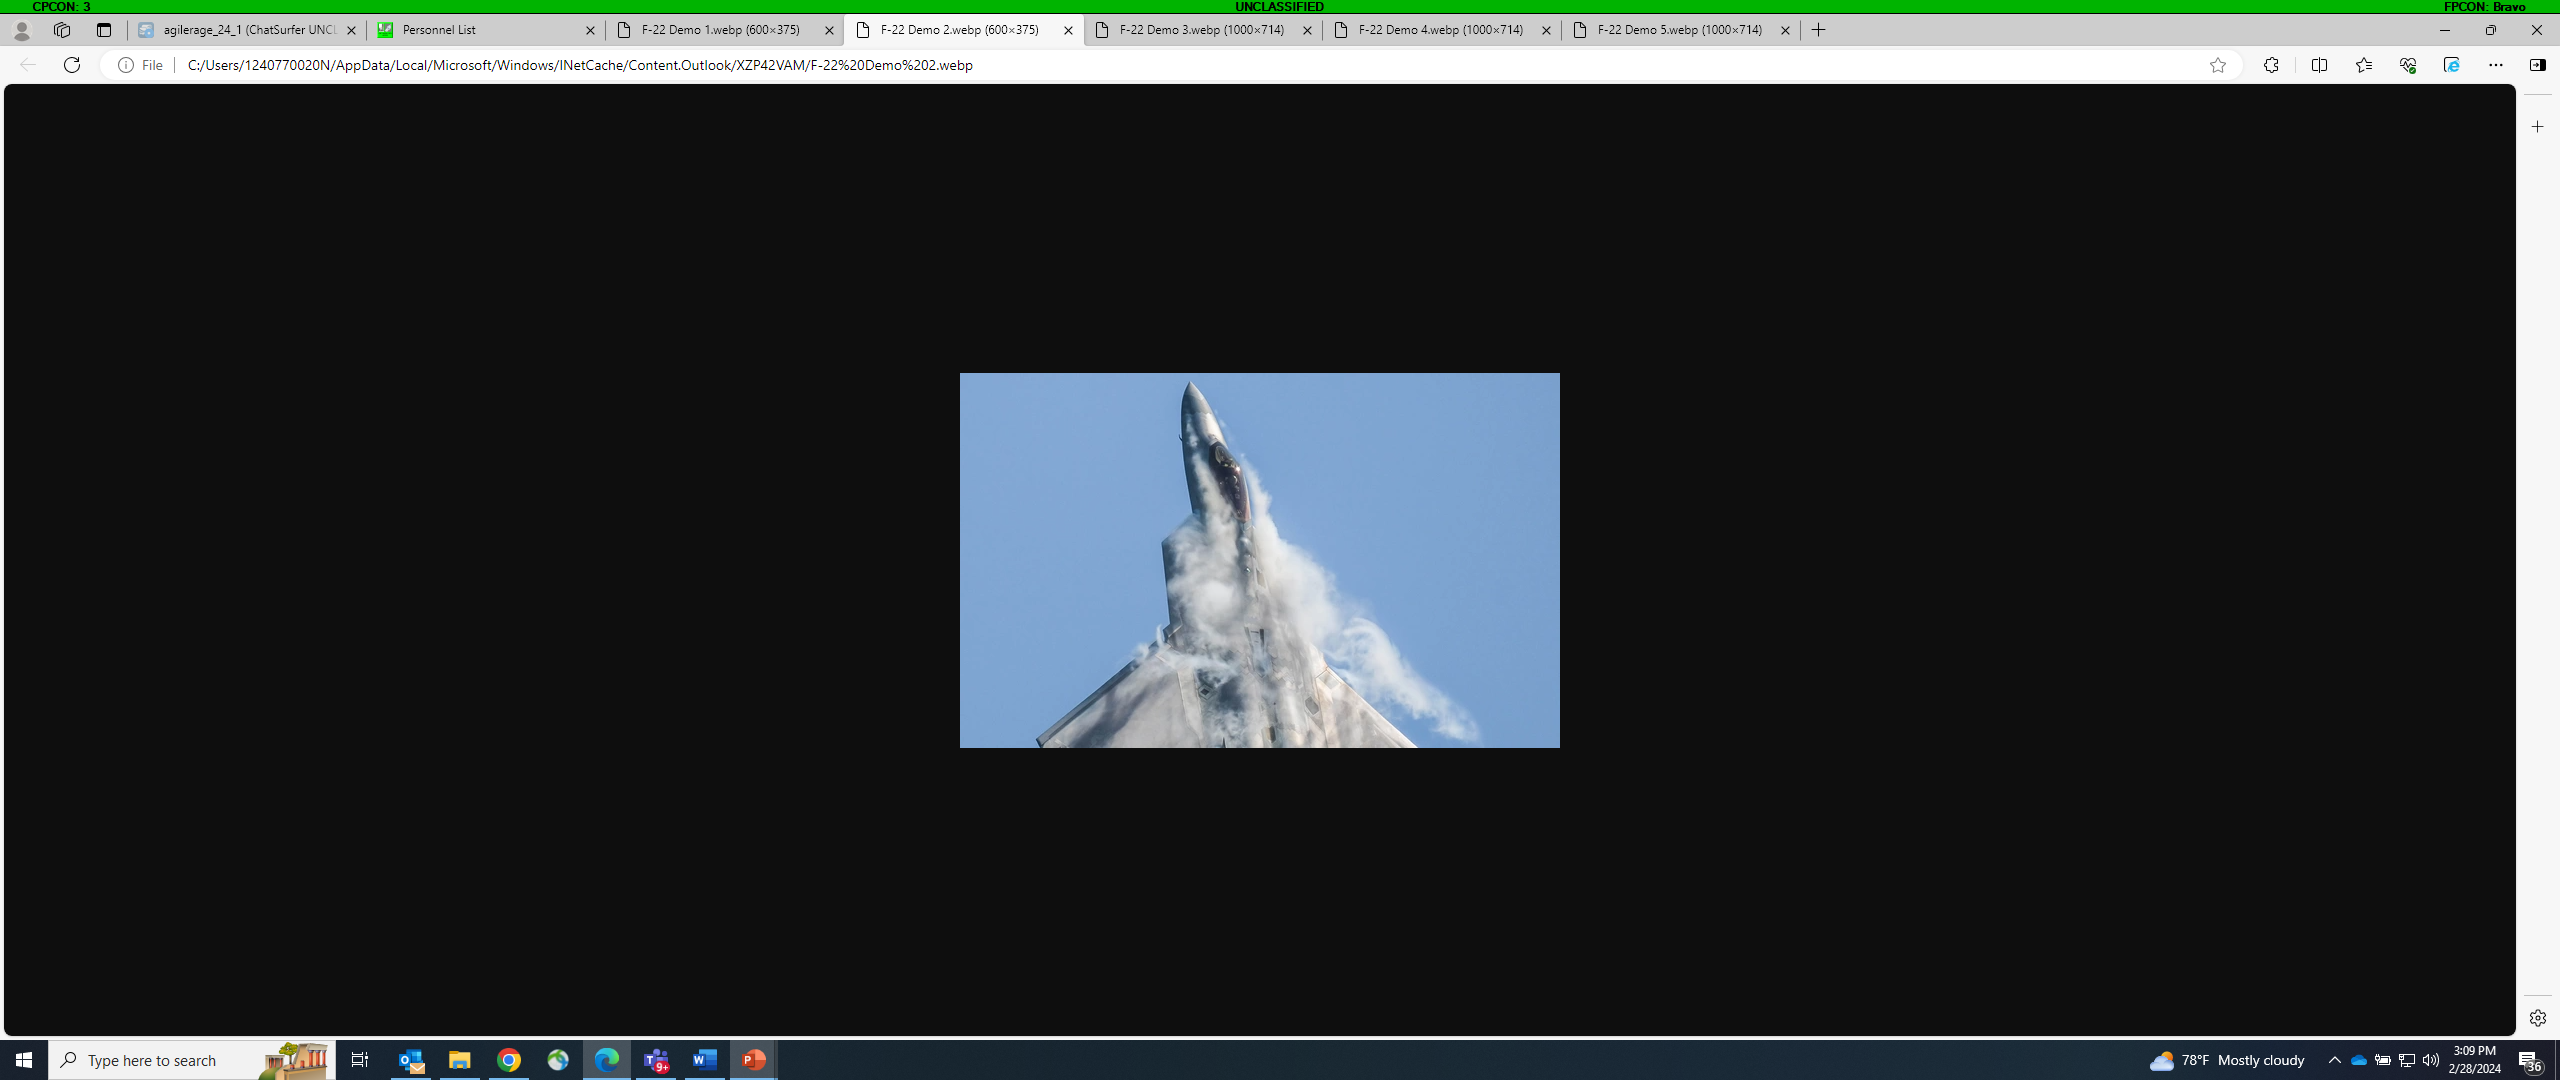 CPCON: 3 UNCLASSIFIED FPCON: Bravo
agilerage_24_1 (ChatSurfer UNCL Personnel List F-22 Demo 1.webp (600×375) F-22 Demo 2.webp (600×375) F-22 Demo 3.webp (1000×714) F-22 Demo 4.webp (1000×714) F-22 Demo 5.webp (1000×714)
File C:/Users/1240770020N/AppData/Local/Microsoft/Windows/INetCache/Content.Outlook/XZP42VAM/F-22%20Demo%202.webp
Type here to search 9+ 78°F Mostly cloudy 3:09 PM
2/28/2024 36